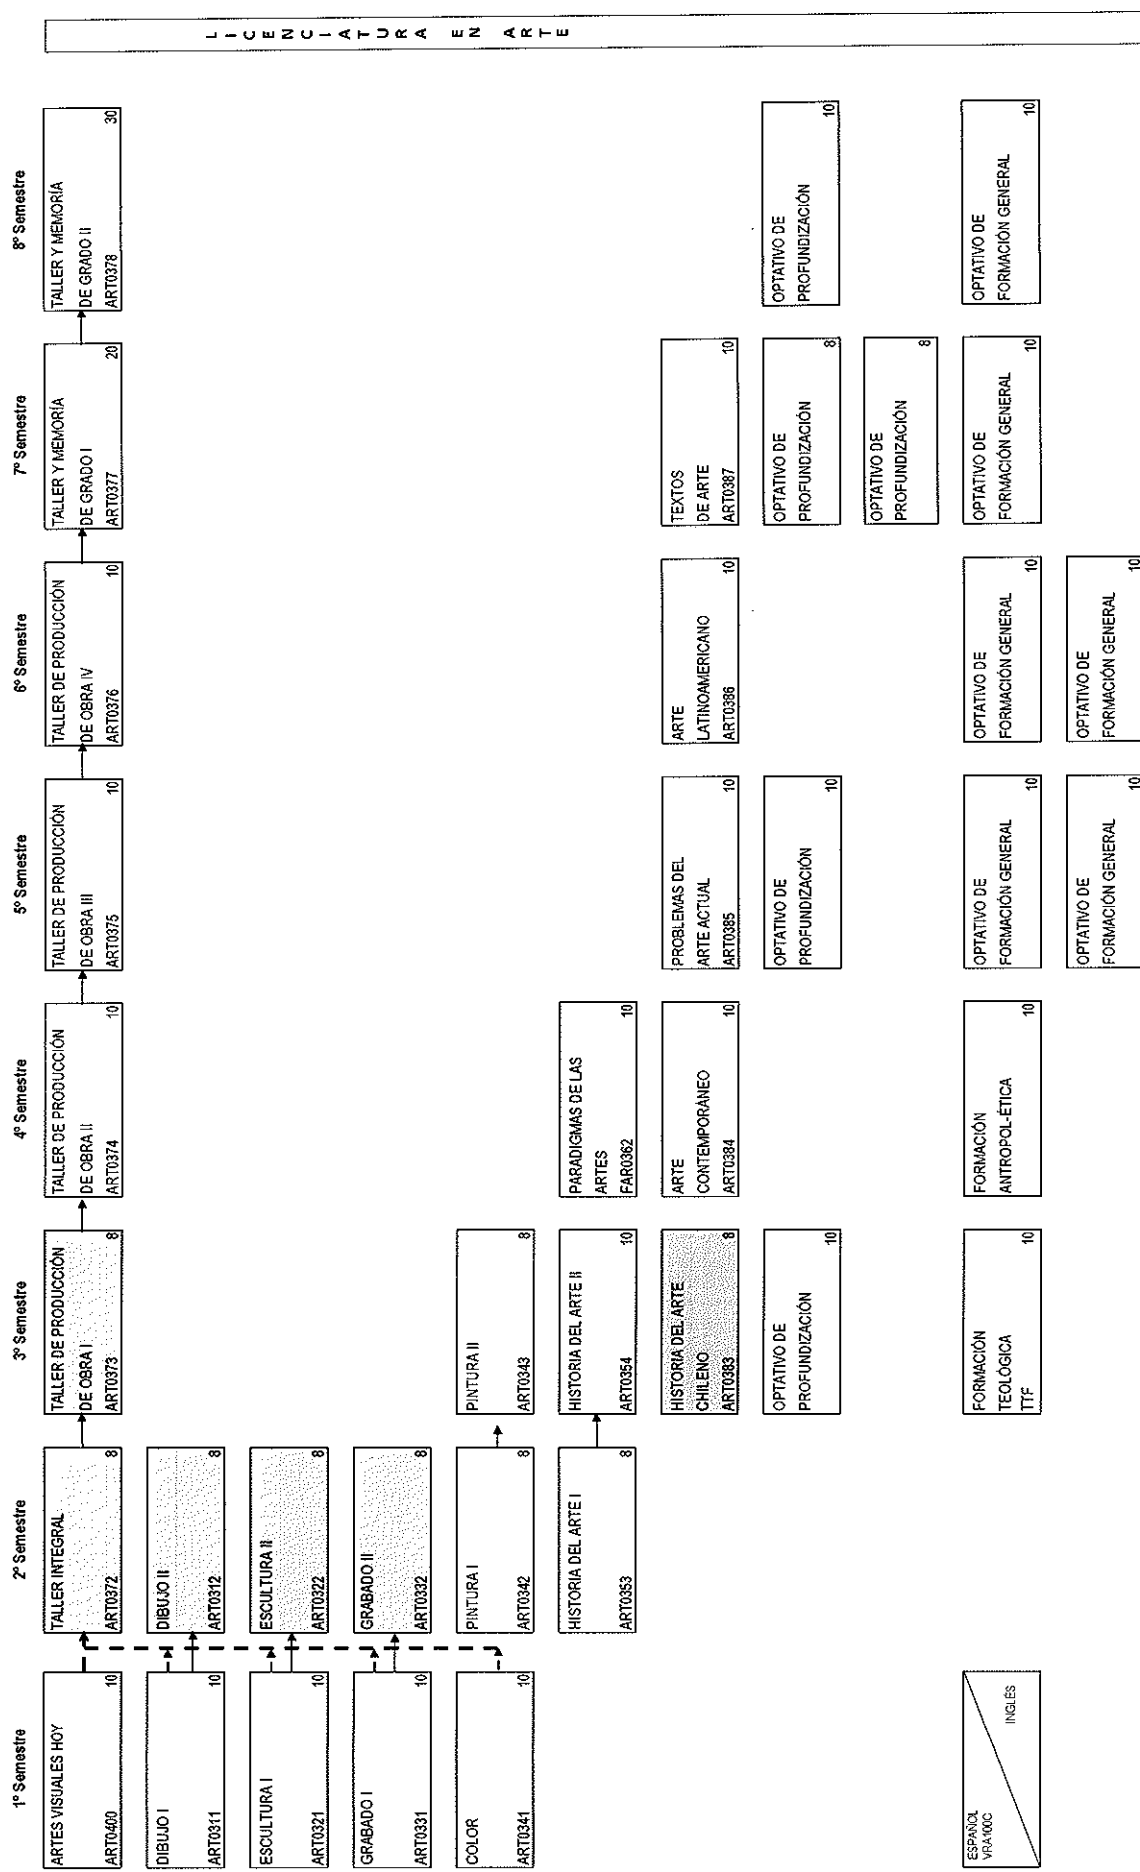 1º Semestre
ARTES VISUALES HOY
ART0400 10
DIBUJO I
ART0311 10
ESCULTURA I
ART0321 10
GRABADO I
ART0331 10
COLOR
ART0341 10
ESPAÑOL
VRA100C
INGLÉS
2º Semestre
TALLER INTEGRAL
ART0372 8
DIBUJO II
ART0312 8
ESCULTURA II
ART0322 8
GRABADO II
ART0332 8
PINTURA I
ART0342 8
HISTORIA DEL ARTE I
ART0353 8
3º Semestre
TALLER DE PRODUCCIÓN
DE OBRA I
ART0373 8
PINTURA II
ART0343 8
HISTORIA DEL ARTE II
ART0354 10
HISTORIA DEL ARTE
CHILENO
ART0383 8
OPTATIVO DE
PROFUNDIZACIÓN
10
FORMACIÓN
TEOLÓGICA
TTF 10
4º Semestre
TALLER DE PRODUCCIÓN
DE OBRA II
ART0374 10
PARADIGMAS DE LAS
ARTES
FAR0362 10
ARTE
CONTEMPORÁNEO
ART0384 10
FORMACIÓN
ANTROPOL-ÉTICA
10
5º Semestre
TALLER DE PRODUCCIÓN
DE OBRA III
ART0375 10
PROBLEMAS DEL
ARTE ACTUAL
ART0385 10
OPTATIVO DE
PROFUNDIZACIÓN
10
OPTATIVO DE
FORMACIÓN GENERAL
10
OPTATIVO DE
FORMACIÓN GENERAL
10
6º Semestre
TALLER DE PRODUCCIÓN
DE OBRA IV
ART0376 10
ARTE
LATINOAMERICANO
ART0386 10
OPTATIVO DE
FORMACIÓN GENERAL
10
OPTATIVO DE
FORMACIÓN GENERAL
10
7º Semestre
TALLER Y MEMORÍA
DE GRADO I
ART0377 20
TEXTOS
DE ARTE
ART0387 10
OPTATIVO DE
PROFUNDIZACIÓN
8
OPTATIVO DE
PROFUNDIZACIÓN
8
OPTATIVO DE
FORMACIÓN GENERAL
10
8º Semestre
TALLER Y MEMORÍA
DE GRADO II
ART0378 30
OPTATIVO DE
PROFUNDIZACIÓN
10
OPTATIVO DE
FORMACIÓN GENERAL
10
LICENCIATURA EN ARTE